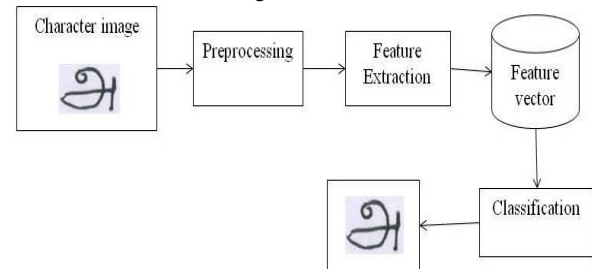 Character image
அ
Preprocessing
Feature
Extraction
Feature
vector
Classification
அ